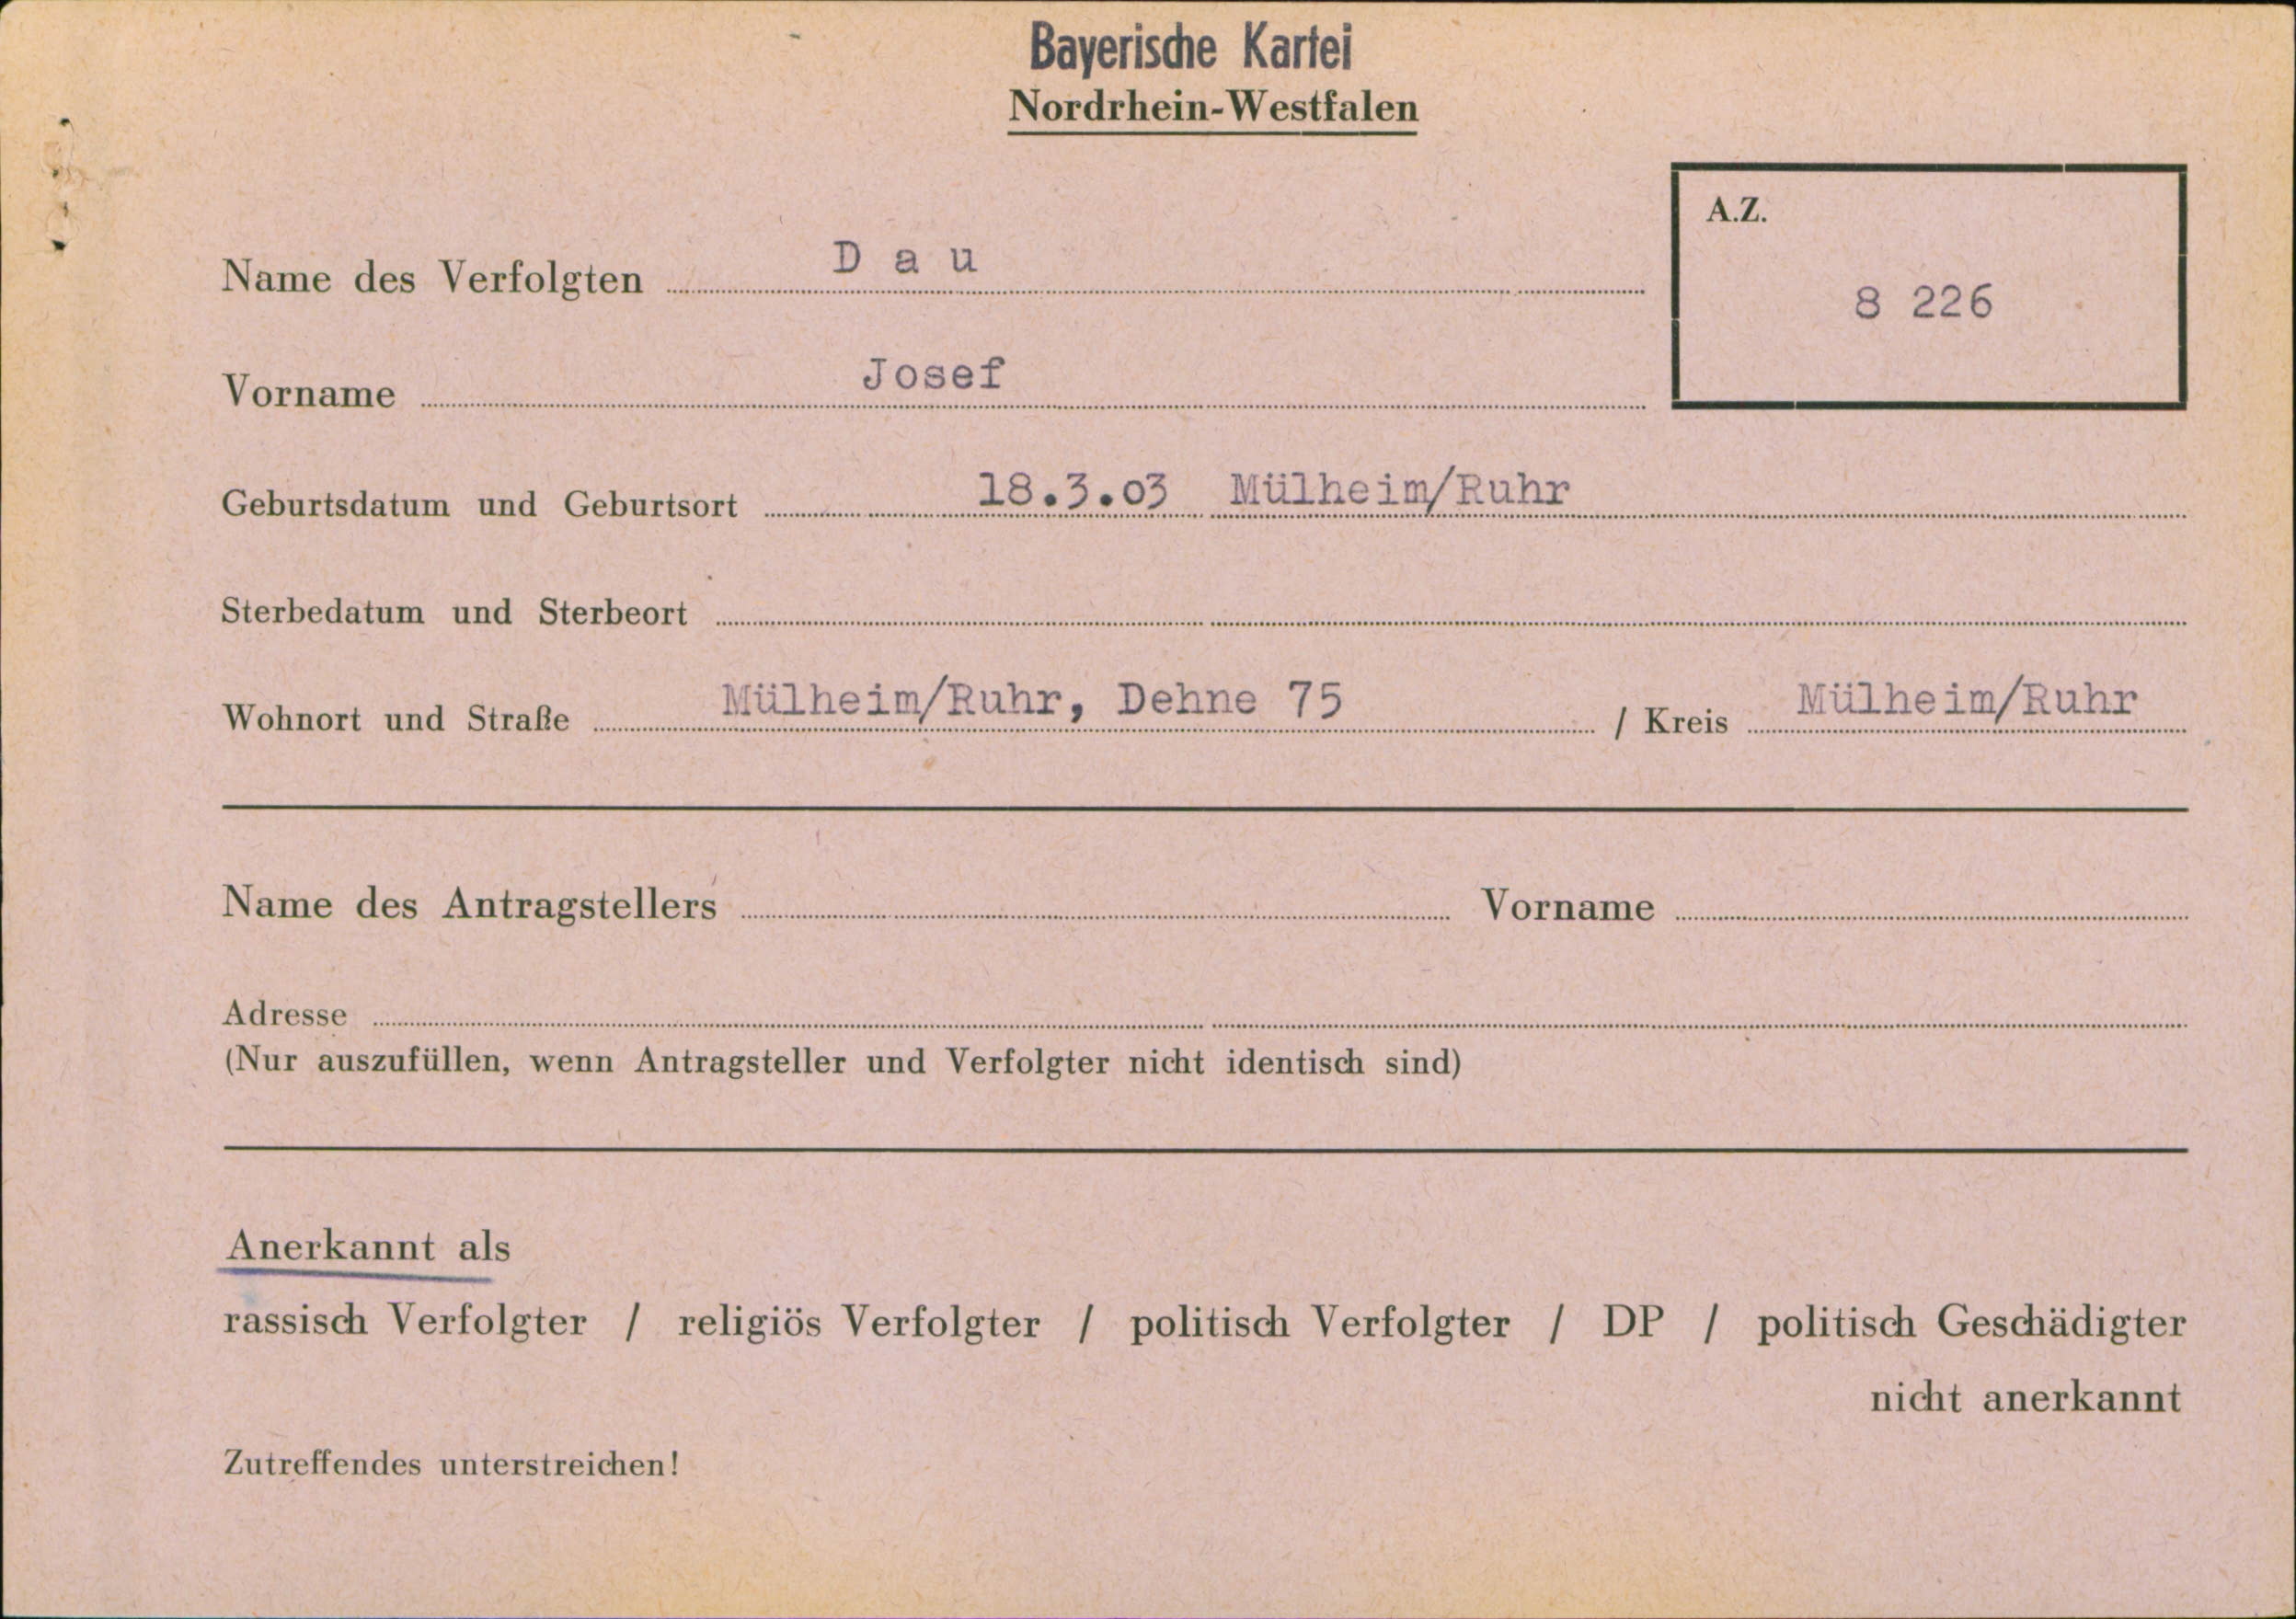 Bayerische Kartei
Nordrhein-Westfalen
A.Z.
8 226
Name des Verfolgten D a u
Vorname Josef
Geburtsdatum und Geburtsort 18.3.03 Mülheim/Ruhr
Sterbedatum und Sterbeort
Wohnort und Straße Mülheim/Ruhr, Dehne 75 / Kreis Mülheim/Ruhr
Name des Antragstellers Vorname
Adresse
(Nur auszufüllen, wenn Antragsteller und Verfolgter nicht identisch sind)
Anerkannt als
rassisch Verfolgter / religiös Verfolgter / politisch Verfolgter / DP / politisch Geschädigter
nicht anerkannt
Zutreffendes unterstreichen!